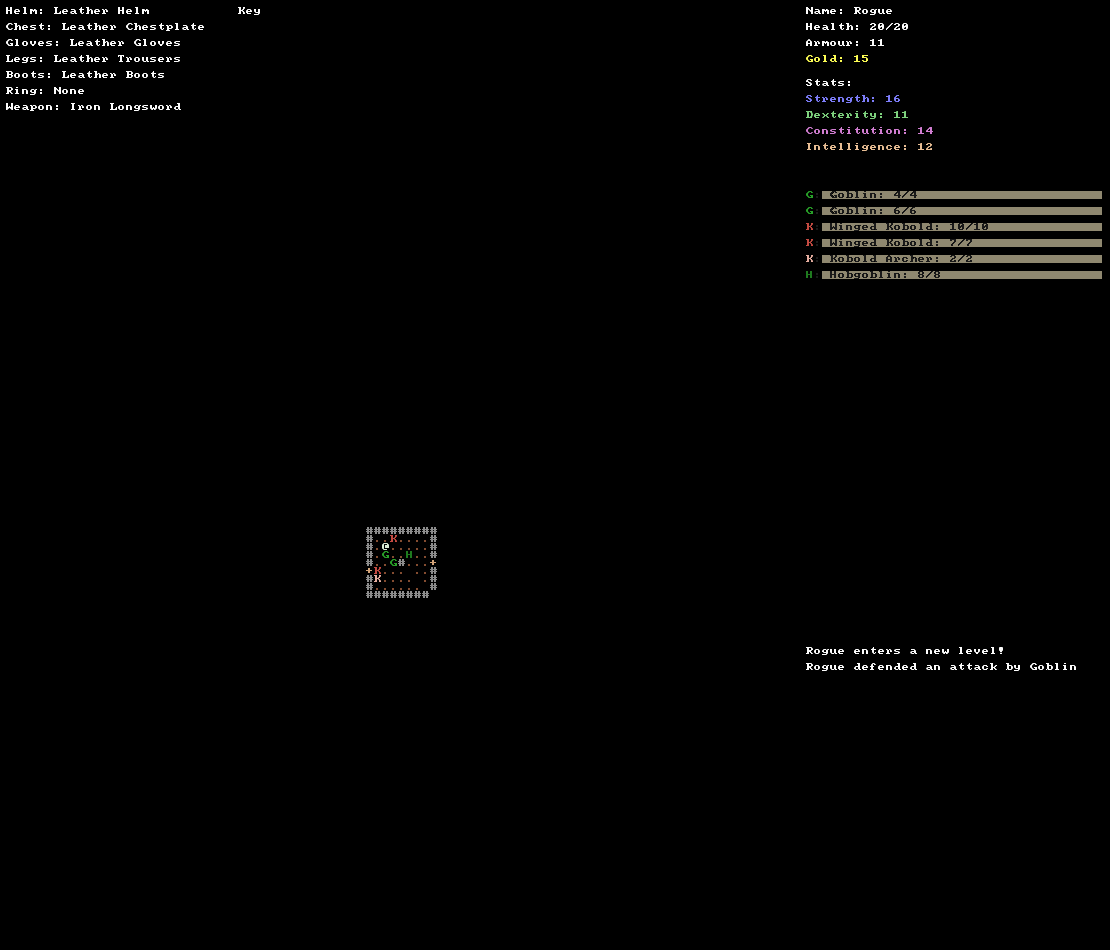 Helm: Leather Helm
Chest: Leather Chestplate
Gloves: Leather Gloves
Legs: Leather Trousers
Boots: Leather Boots
Ring: None
Weapon: Iron Longsword
Key
Name: Rogue
Health: 20/20
Armour: 11
Gold: 15
Stats:
Strength: 16
Dexterity: 11
Constitution: 14
Intelligence: 12
G: Goblin: 4/4
G: Goblin: 6/6
K: Winged Kobold: 10/10
K: Winged Kobold: 7/7
K: Kobold Archer: 2/2
H: Hobgoblin: 8/8
#########
#..K....#
#.@.....#
#.G..H..#
#..G#...+
+K... ..#
#K.... .#
#...... #
########
Rogue enters a new level!
Rogue defended an attack by Goblin